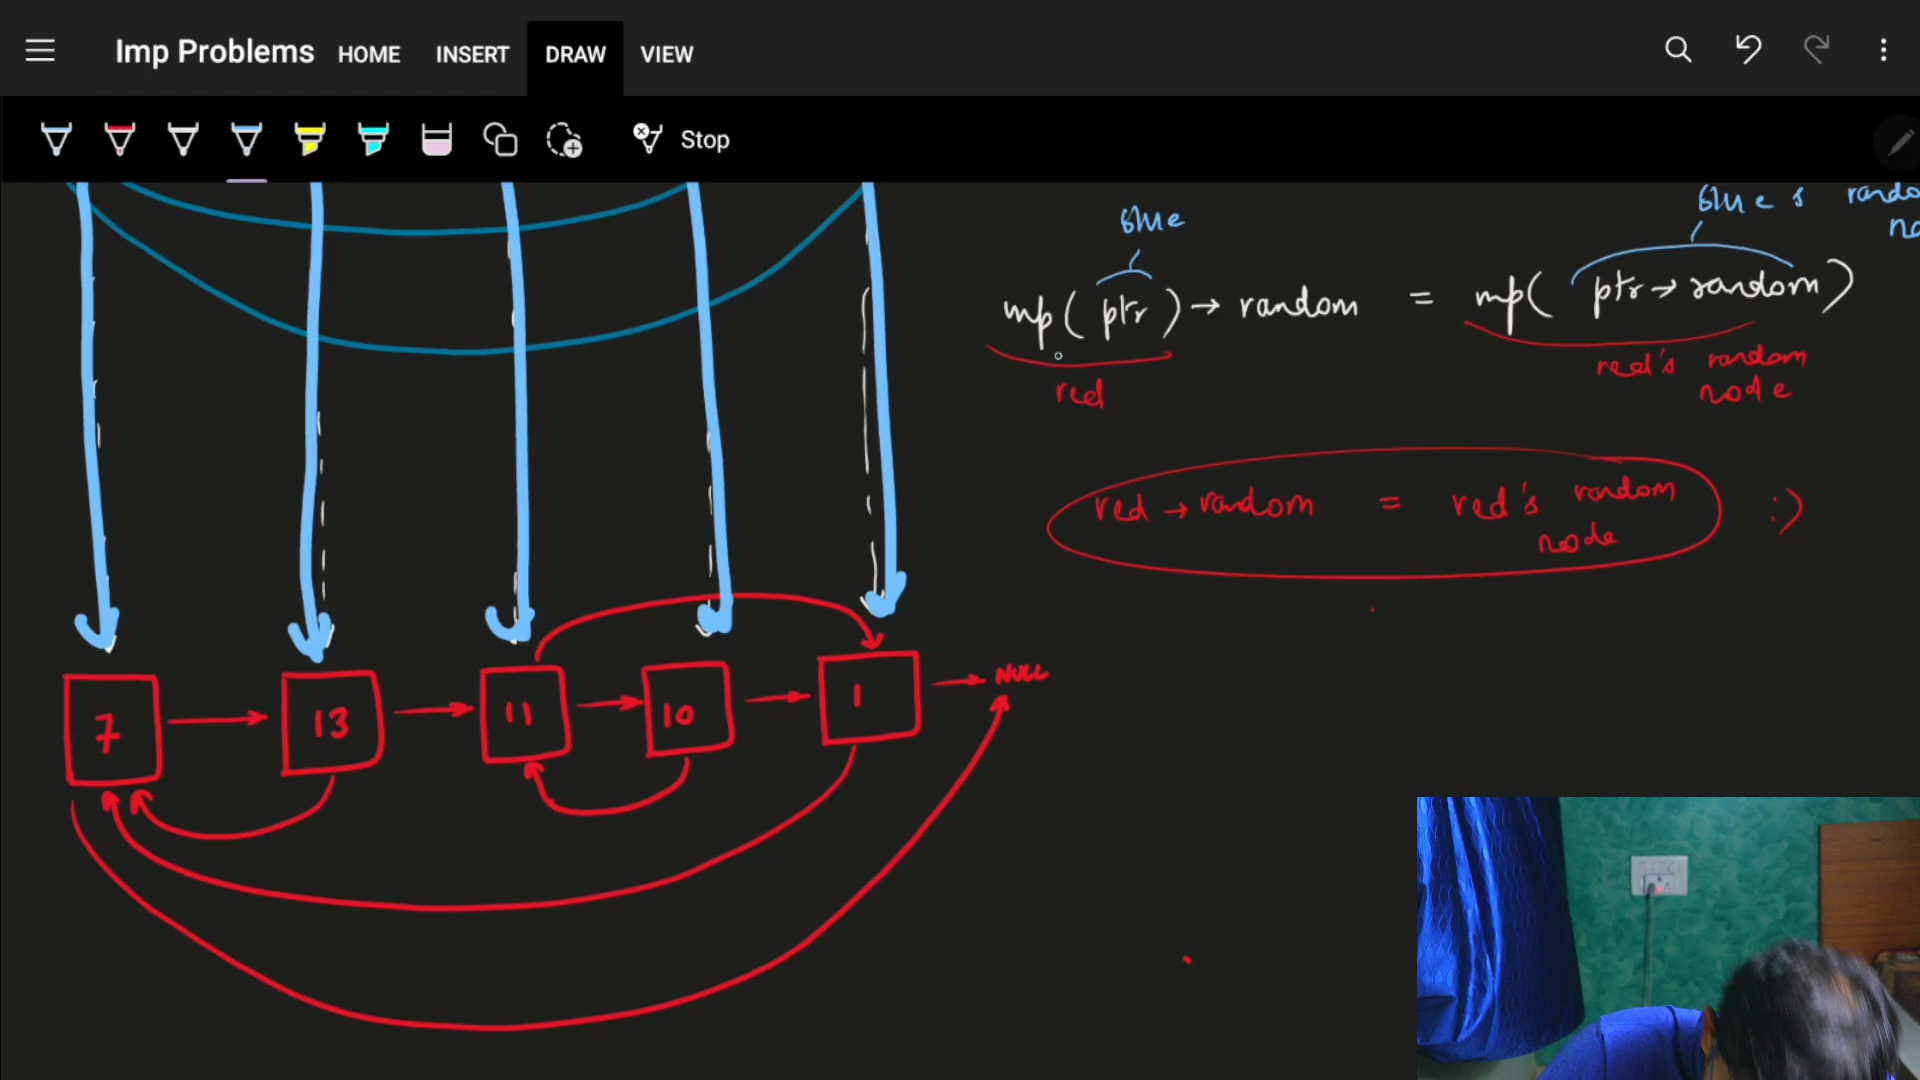 Imp Problems HOME INSERT DRAW VIEW
Stop
blue
blue's
mp( ptr ) → random = mp( ptr → random )
red
red's random
node
red → random = red's random
node
:)
7 → 13 → 11 → 10 → 1 → NULL